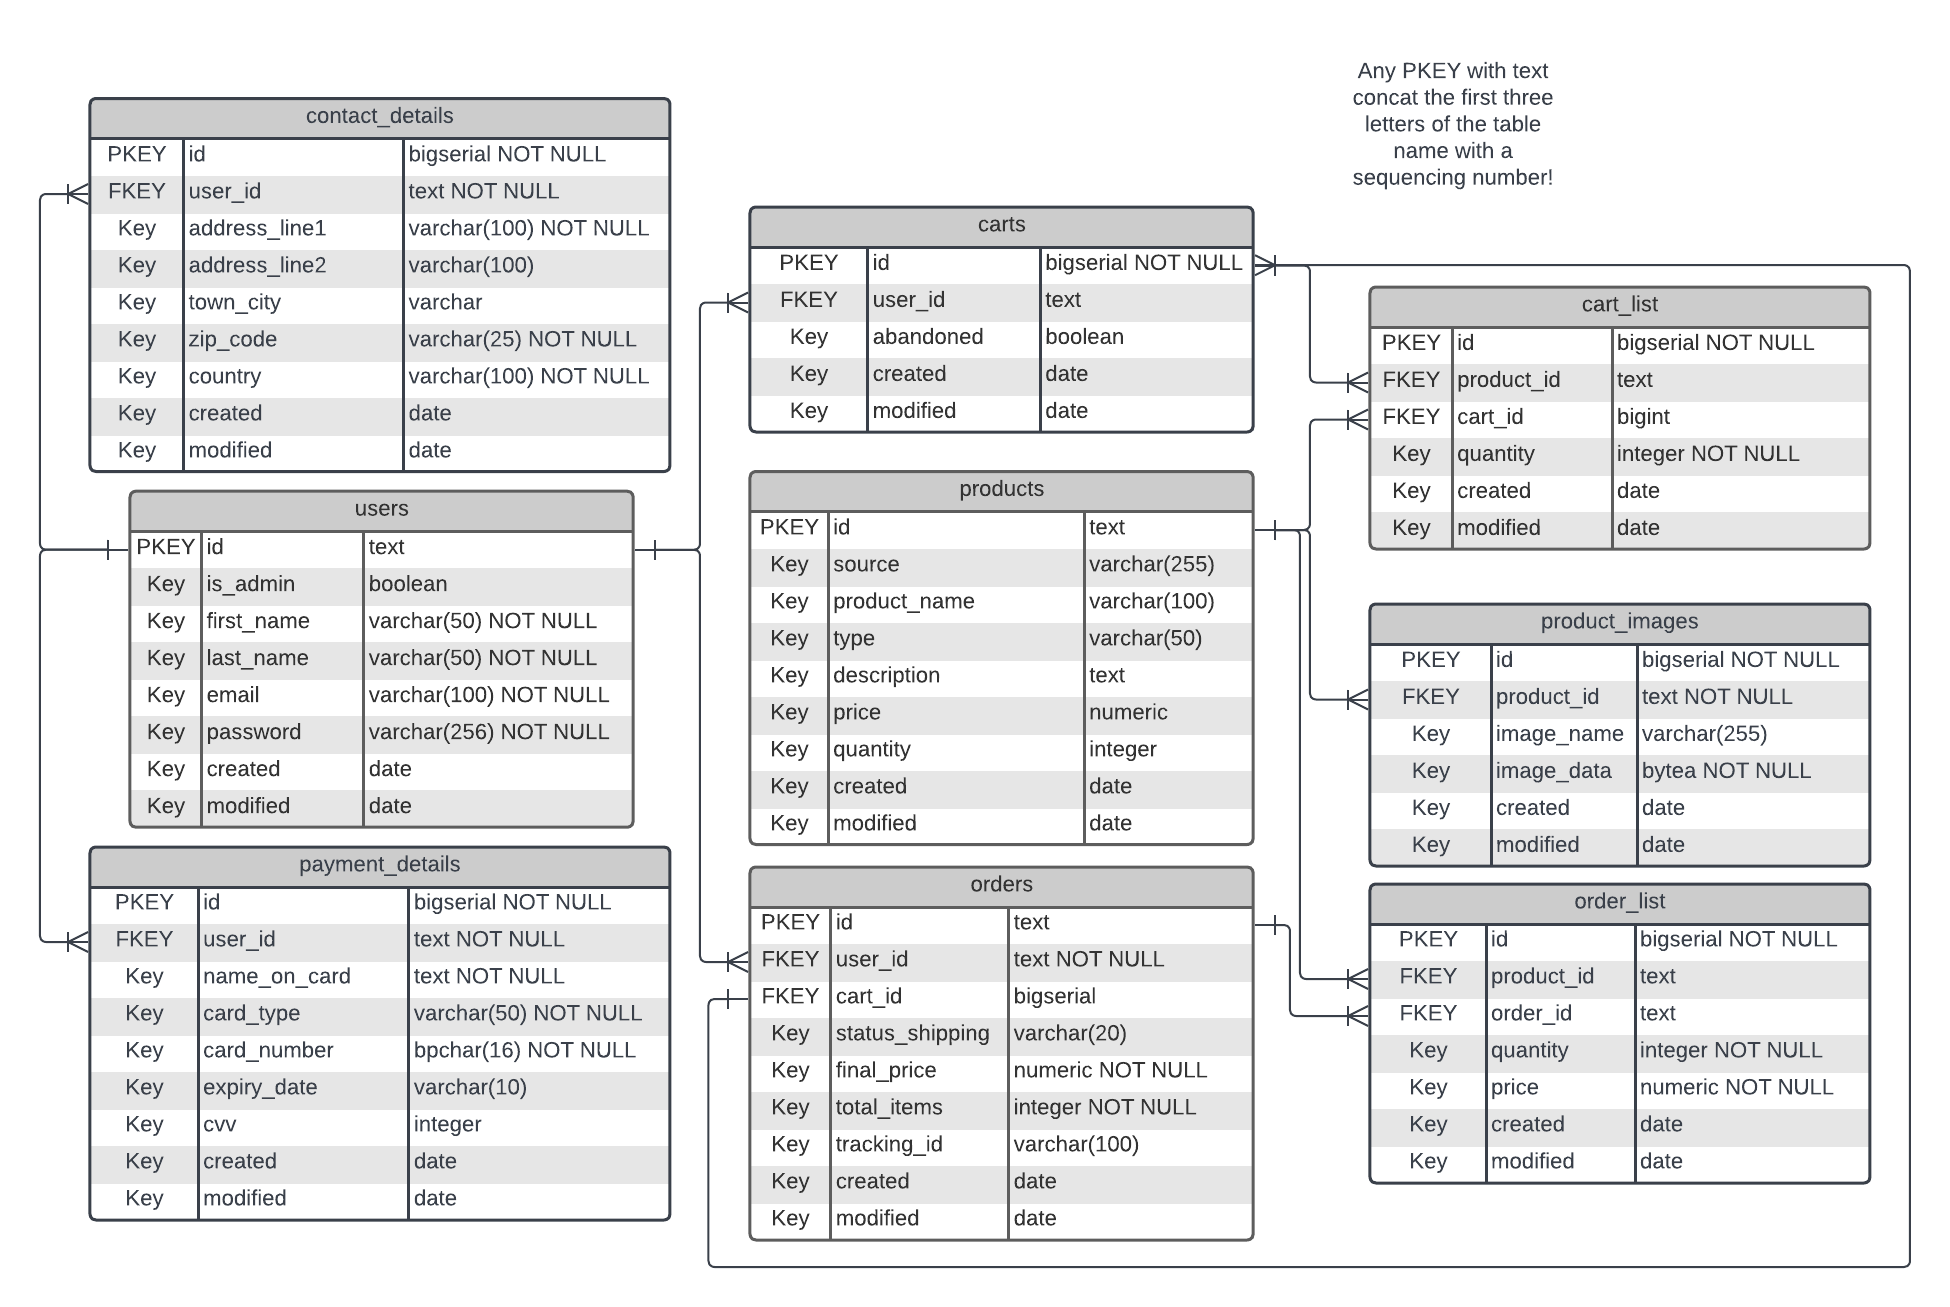 Any PKEY with text
concat the first three
letters of the table
name with a
sequencing number!
contact_details
PKEY id bigserial NOT NULL
FKEY user_id text NOT NULL
Key address_line1 varchar(100) NOT NULL
Key address_line2 varchar(100)
Key town_city varchar
Key zip_code varchar(25) NOT NULL
Key country varchar(100) NOT NULL
Key created date
Key modified date
users
PKEY id text
Key is_admin boolean
Key first_name varchar(50) NOT NULL
Key last_name varchar(50) NOT NULL
Key email varchar(100) NOT NULL
Key password varchar(256) NOT NULL
Key created date
Key modified date
payment_details
PKEY id bigserial NOT NULL
FKEY user_id text NOT NULL
Key name_on_card text NOT NULL
Key card_type varchar(50) NOT NULL
Key card_number bpchar(16) NOT NULL
Key expiry_date varchar(10)
Key cvv integer
Key created date
Key modified date
carts
PKEY id bigserial NOT NULL
FKEY user_id text
Key abandoned boolean
Key created date
Key modified date
products
PKEY id text
Key source varchar(255)
Key product_name varchar(100)
Key type varchar(50)
Key description text
Key price numeric
Key quantity integer
Key created date
Key modified date
orders
PKEY id text
FKEY user_id text NOT NULL
FKEY cart_id bigserial
Key status_shipping varchar(20)
Key final_price numeric NOT NULL
Key total_items integer NOT NULL
Key tracking_id varchar(100)
Key created date
Key modified date
cart_list
PKEY id bigserial NOT NULL
FKEY product_id text
FKEY cart_id bigint
Key quantity integer NOT NULL
Key created date
Key modified date
product_images
PKEY id bigserial NOT NULL
FKEY product_id text NOT NULL
Key image_name varchar(255)
Key image_data bytea NOT NULL
Key created date
Key modified date
order_list
PKEY id bigserial NOT NULL
FKEY product_id text
FKEY order_id text
Key quantity integer NOT NULL
Key price numeric NOT NULL
Key created date
Key modified date